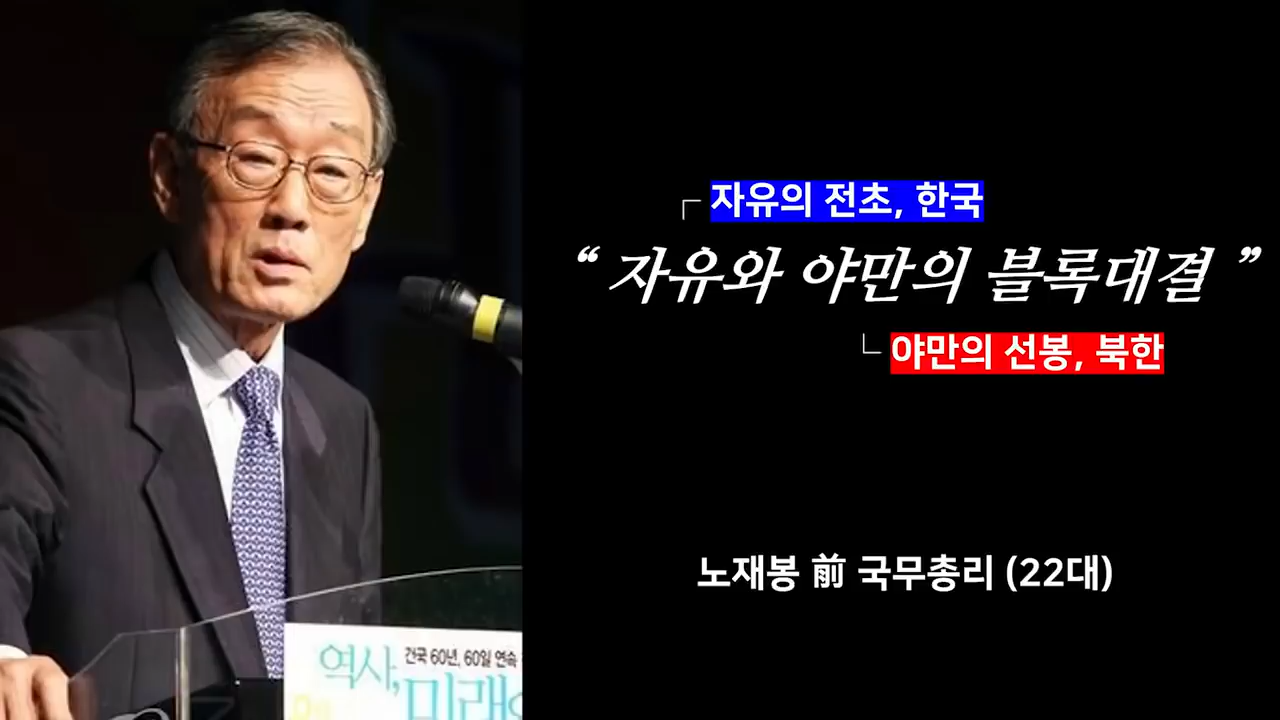 자유의 전초, 한국
“ 자유와 야만의 블록대결 ”
야만의 선봉, 북한
노재봉 前 국무총리 (22대)
건국 60년, 60일 연속
역사,
미래